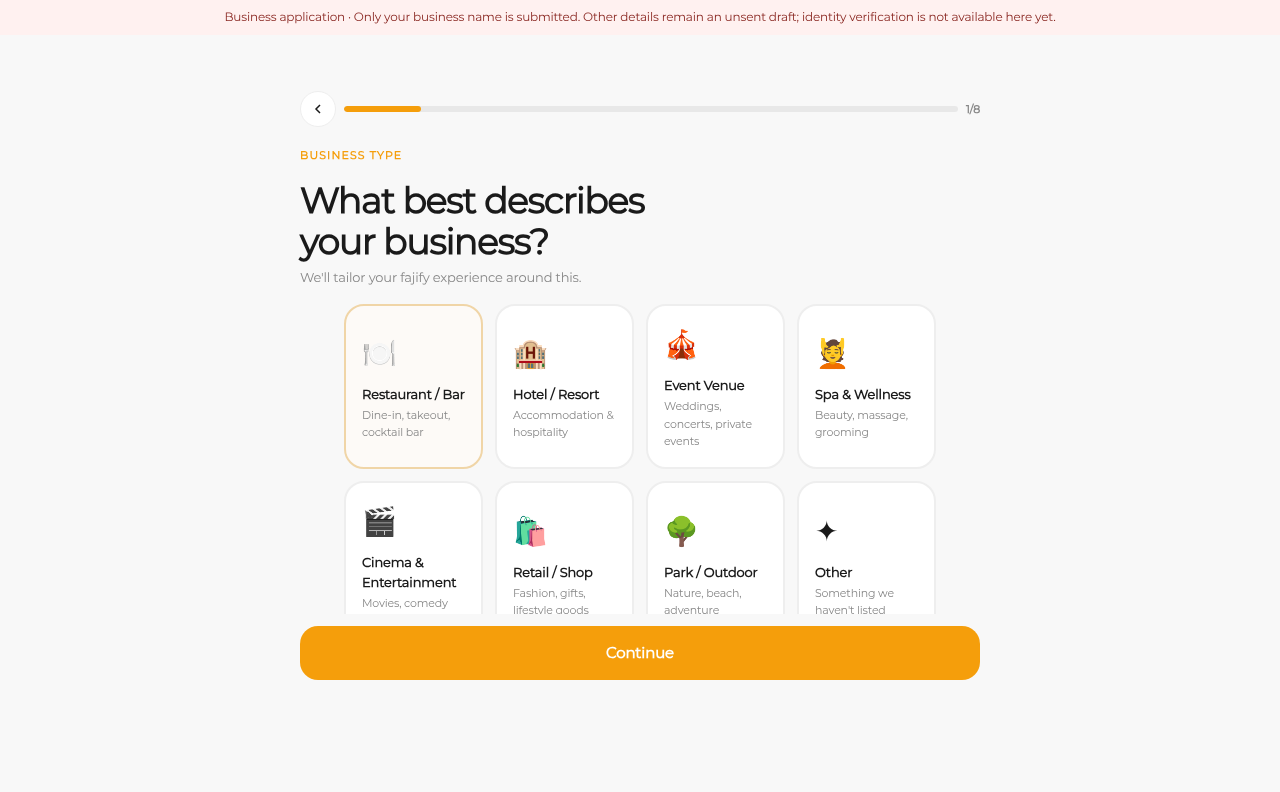 Business application · Only your business name is submitted. Other details remain an unsent draft; identity verification is not available here yet.
1/8
BUSINESS TYPE
What best describes
your business?
We'll tailor your fajify experience around this.
Restaurant / Bar
Dine-in, takeout,
cocktail bar
Hotel / Resort
Accommodation &
hospitality
Event Venue
Weddings,
concerts, private
events
Spa & Wellness
Beauty, massage,
grooming
Cinema &
Entertainment
Movies, comedy
Retail / Shop
Fashion, gifts,
lifestyle goods
Park / Outdoor
Nature, beach,
adventure
Other
Something we
haven't listed
Continue